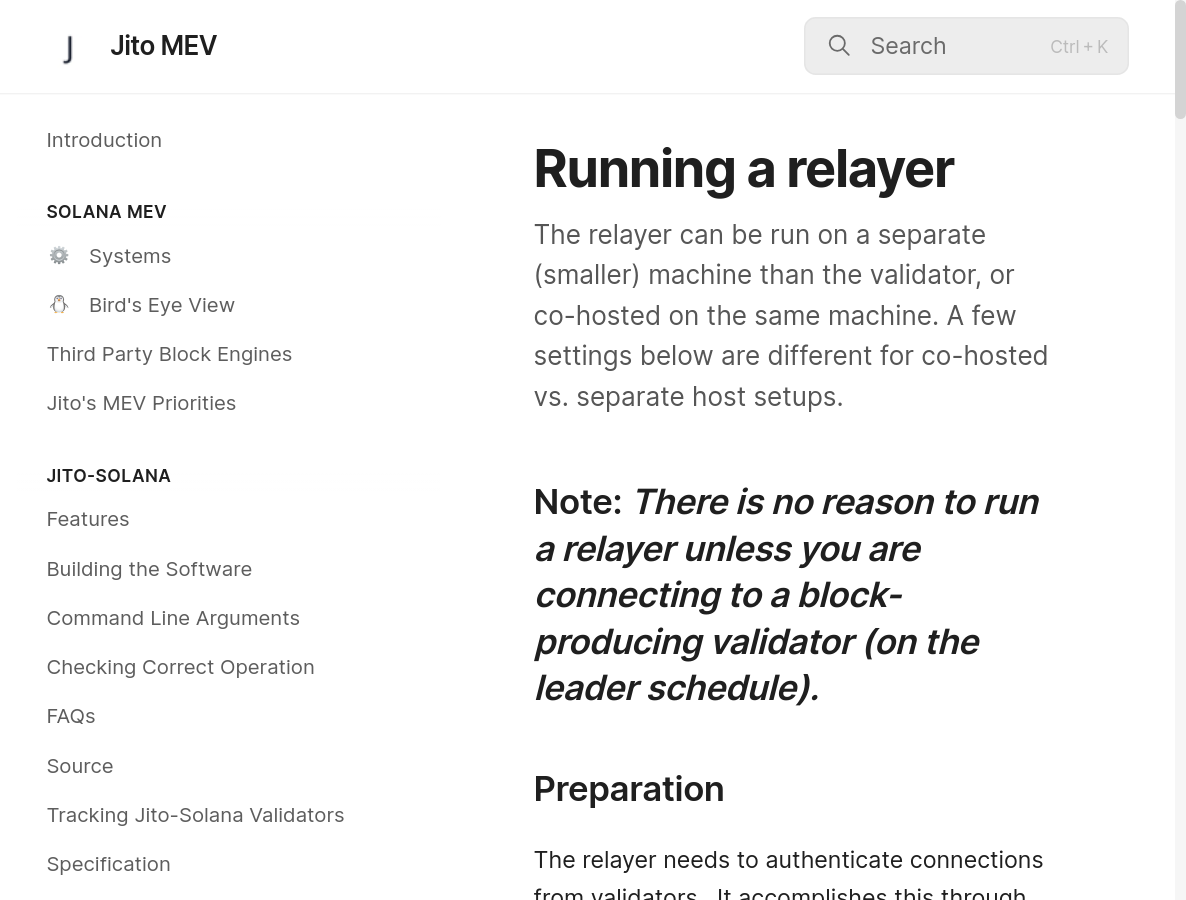 Jito MEV
Search
Ctrl + K
Introduction
SOLANA MEV
Systems
Bird's Eye View
Third Party Block Engines
Jito's MEV Priorities
JITO-SOLANA
Features
Building the Software
Command Line Arguments
Checking Correct Operation
FAQs
Source
Tracking Jito-Solana Validators
Specification
Running a relayer
The relayer can be run on a separate
(smaller) machine than the validator, or
co-hosted on the same machine. A few
settings below are different for co-hosted
vs. separate host setups.
Note: There is no reason to run
a relayer unless you are
connecting to a block-
producing validator (on the
leader schedule).
Preparation
The relayer needs to authenticate connections
from validators. It accomplishes this through